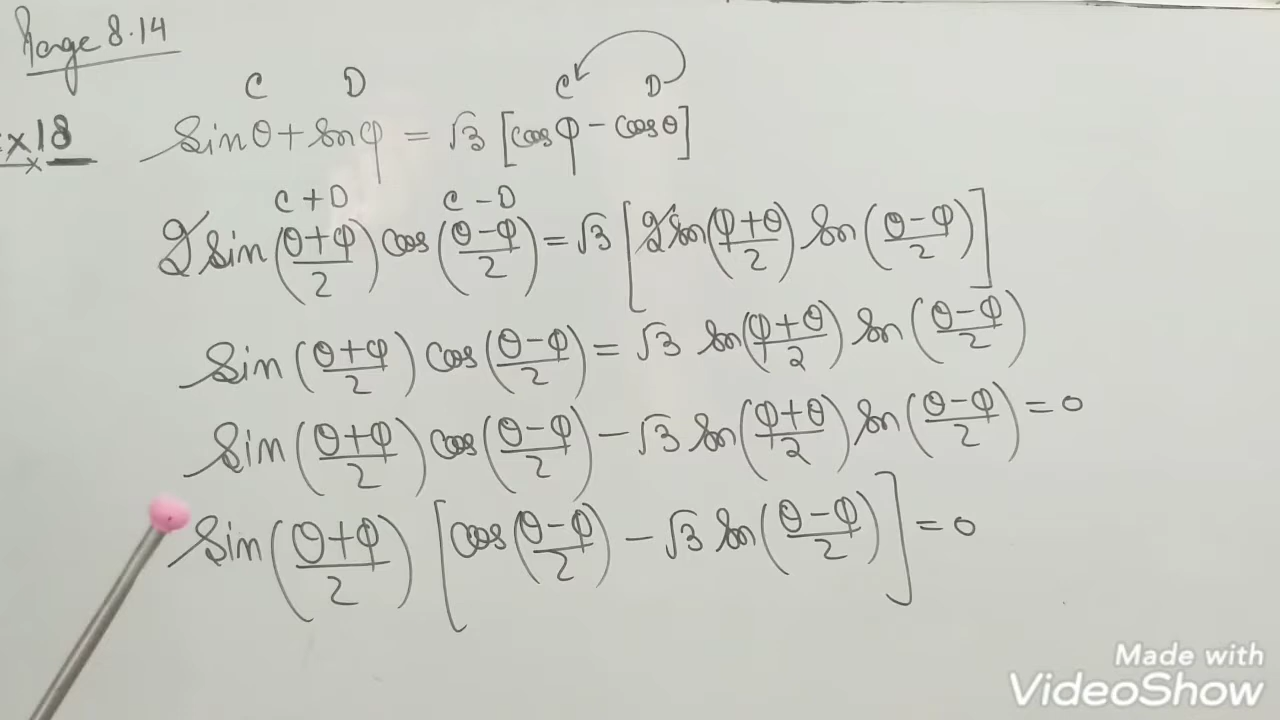 Page 8.14
C D C D
Ex 18 Sinθ + Sinφ = √3 [cosφ - cosθ]
C + D C - D
2 Sin (θ+φ/2) cos (θ-φ/2) = √3 [2 Sin (φ+θ/2) Sin (θ-φ/2)]
Sin (θ+φ/2) cos (θ-φ/2) = √3 Sin (φ+θ/2) Sin (θ-φ/2)
Sin (θ+φ/2) cos (θ-φ/2) - √3 Sin (φ+θ/2) Sin (θ-φ/2) = 0
Sin (θ+φ/2) [cos (θ-φ/2) - √3 Sin (θ-φ/2)] = 0
Made with
VideoShow